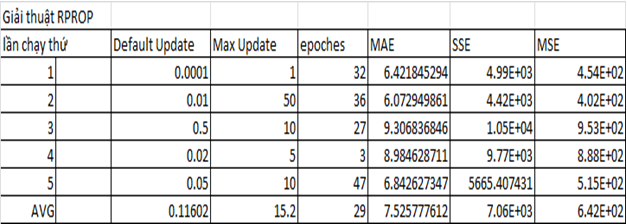 Giải thuật RPROP
lần chạy thứ Default Update Max Update epoches MAE SSE MSE
1 0.0001 1 32 6.421845294 4.99E+03 4.54E+02
2 0.01 50 36 6.072949861 4.42E+03 4.02E+02
3 0.5 10 27 9.306836846 1.05E+04 9.53E+02
4 0.02 5 3 8.984628711 9.77E+03 8.88E+02
5 0.05 10 47 6.842627347 5665.407431 5.15E+02
AVG 0.11602 15.2 29 7.525777612 7.06E+03 6.42E+02